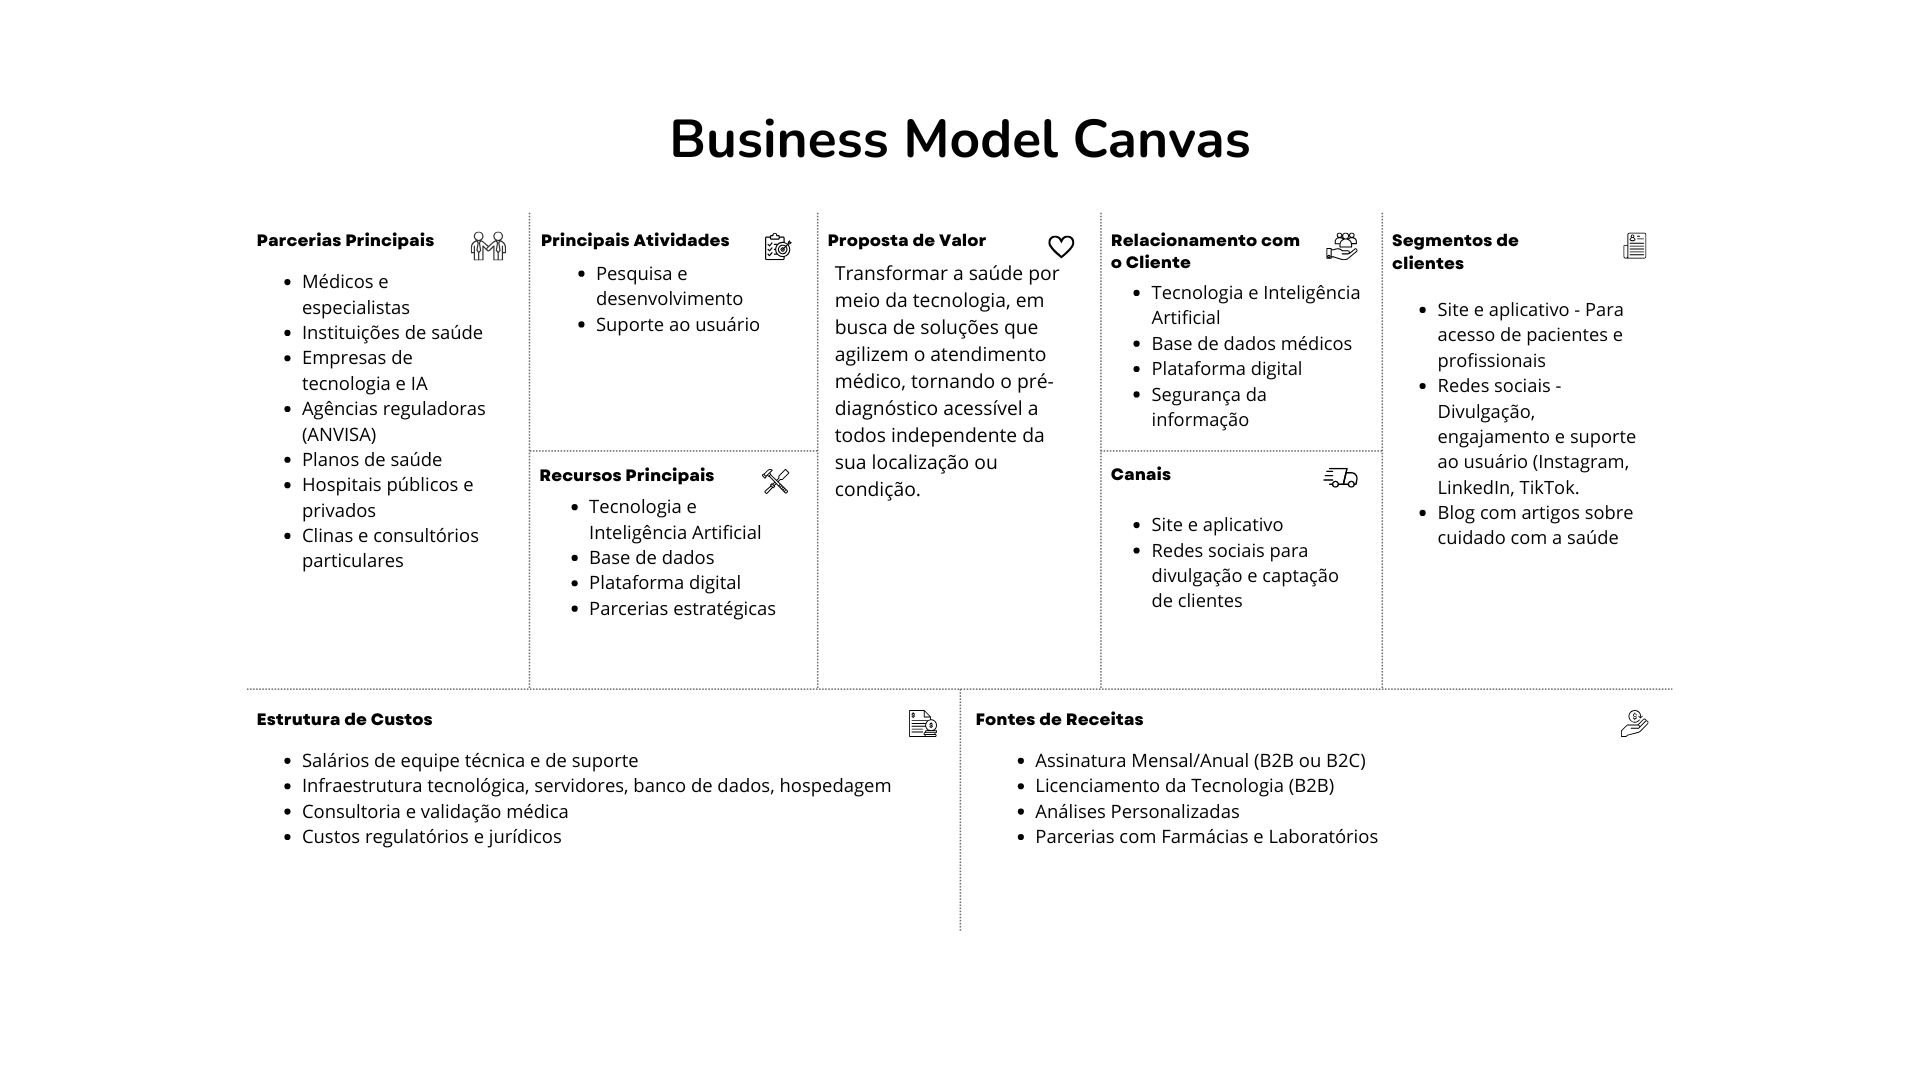 Business Model Canvas
Parcerias Principais
• Médicos e
especialistas
• Instituições de saúde
• Empresas de
tecnologia e IA
• Agências reguladoras
(ANVISA)
• Planos de saúde
• Hospitais públicos e
privados
• Clinas e consultórios
particulares
Principais Atividades
• Pesquisa e
desenvolvimento
• Suporte ao usuário
Recursos Principais
• Tecnologia e
Inteligência Artificial
• Base de dados
• Plataforma digital
• Parcerias estratégicas
Proposta de Valor
Transformar a saúde por
meio da tecnologia, em
busca de soluções que
agilizem o atendimento
médico, tornando o pré-
diagnóstico acessível a
todos independente da
sua localização ou
condição.
Relacionamento com
o Cliente
• Tecnologia e Inteligência
Artificial
• Base de dados médicos
• Plataforma digital
• Segurança da
informação
Canais
• Site e aplicativo
• Redes sociais para
divulgação e captação
de clientes
Segmentos de
clientes
• Site e aplicativo - Para
acesso de pacientes e
profissionais
• Redes sociais -
Divulgação,
engajamento e suporte
ao usuário (Instagram,
LinkedIn, TikTok.
• Blog com artigos sobre
cuidado com a saúde
Estrutura de Custos
• Salários de equipe técnica e de suporte
• Infraestrutura tecnológica, servidores, banco de dados, hospedagem
• Consultoria e validação médica
• Custos regulatórios e jurídicos
Fontes de Receitas
• Assinatura Mensal/Anual (B2B ou B2C)
• Licenciamento da Tecnologia (B2B)
• Análises Personalizadas
• Parcerias com Farmácias e Laboratórios